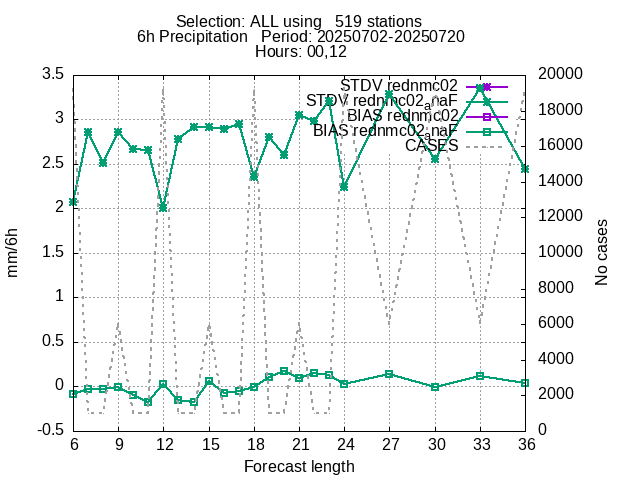 Selection: ALL using   519 stations
6h Precipitation   Period: 20250702-20250720
Hours: 00,12
STDV rednmc02
STDV rednmc02anaF
BIAS rednmc02
BIAS rednmc02anaF
CASES
3.5
3
2.5
2
1.5
1
0.5
0
-0.5
mm/6h
20000
18000
16000
14000
12000
10000
8000
6000
4000
2000
0
No cases
6 9 12 15 18 21 24 27 30 33 36
Forecast length